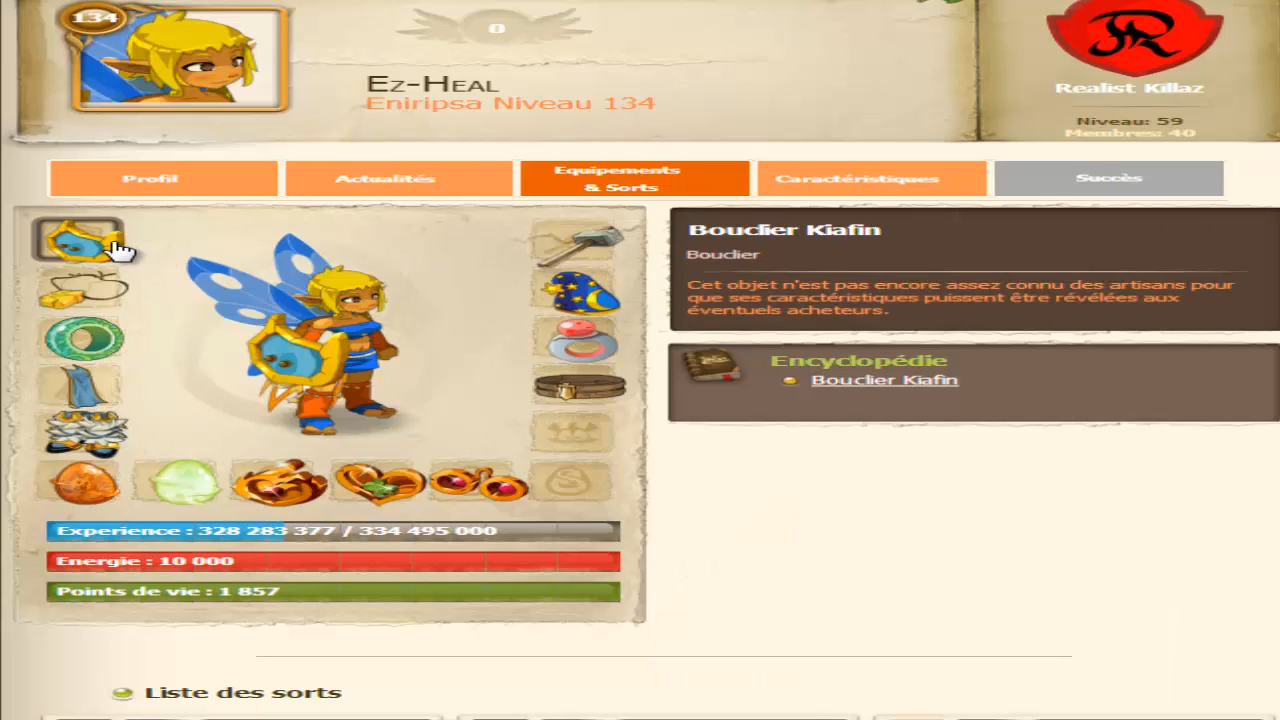 134
0
Ez-Heal
Eniripsa Niveau 134
Realist Killaz
Niveau: 59
Membres: 40
Profil
Actualités
Equipements
& Sorts
Caractéristiques
Succès
Bouclier Kiafin
Bouclier
Cet objet n'est pas encore assez connu des artisans pour
que ses caractéristiques puissent être révélées aux
éventuels acheteurs.
Encyclopédie
Bouclier Kiafin
Experience : 328 283 377 / 334 495 000
Energie : 10 000
Points de vie : 1 857
Liste des sorts